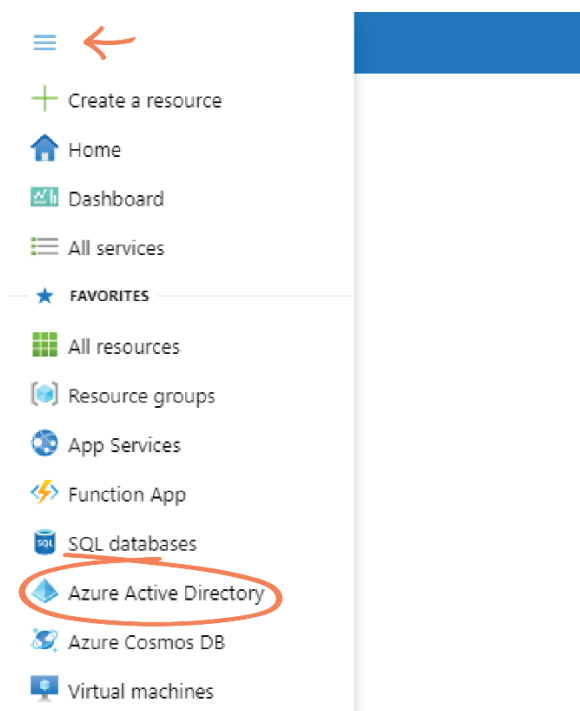 Create a resource
Home
Dashboard
All services
FAVORITES
All resources
Resource groups
App Services
Function App
SQL
SQL databases
Azure Active Directory
Azure Cosmos DB
Virtual machines